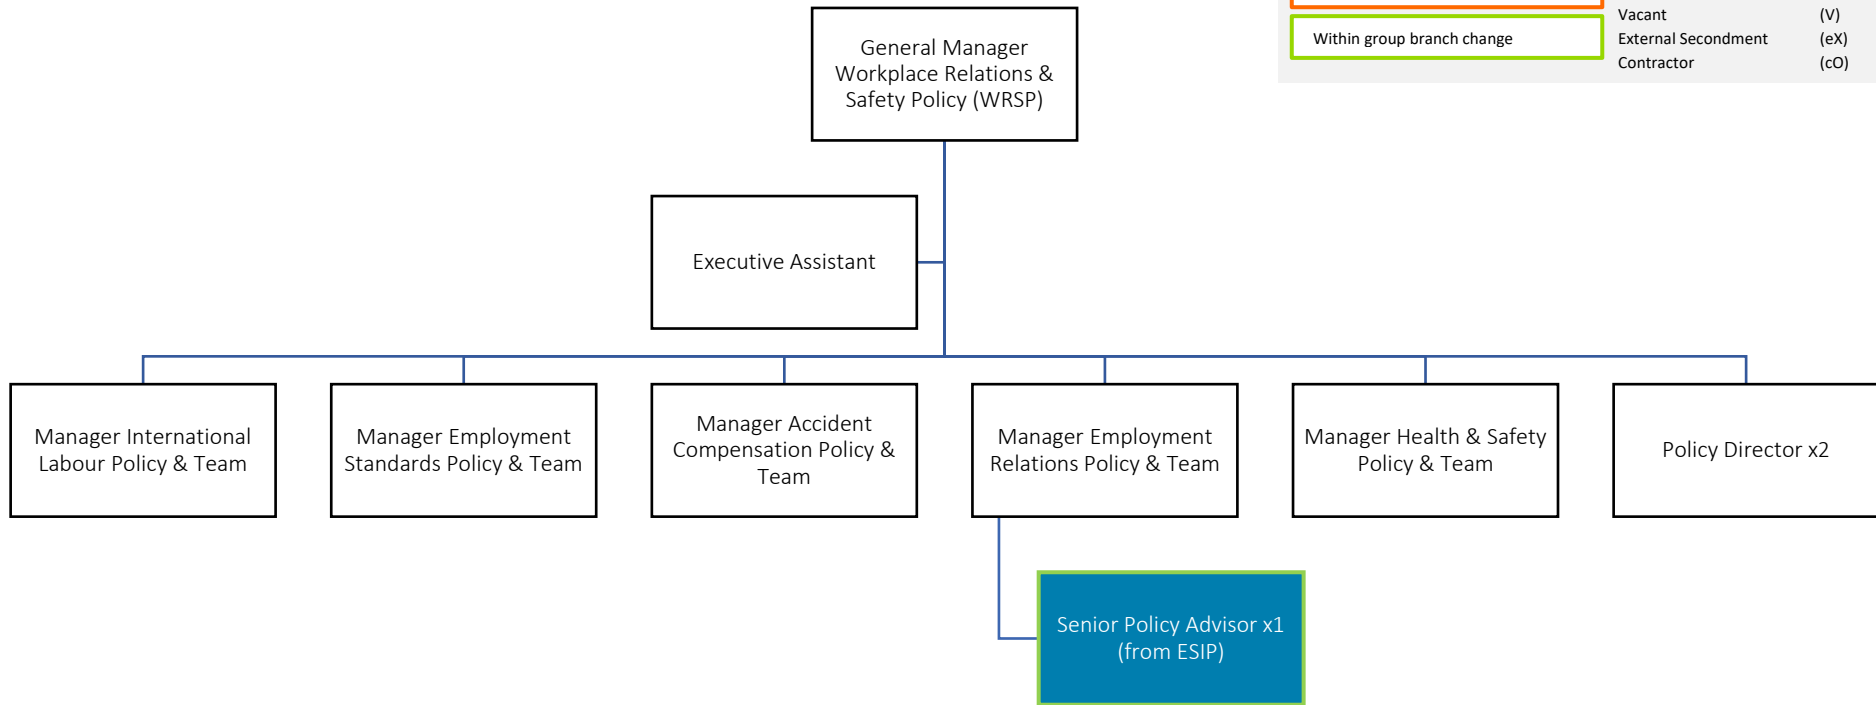 Vacant (V)
External Secondment (eX)
Contractor (cO)
Within group branch change
General Manager
Workplace Relations &
Safety Policy (WRSP)
Executive Assistant
Manager International
Labour Policy & Team
Manager Employment
Standards Policy & Team
Manager Accident
Compensation Policy &
Team
Manager Employment
Relations Policy & Team
Manager Health & Safety
Policy & Team
Policy Director x2
Senior Policy Advisor x1
(from ESIP)